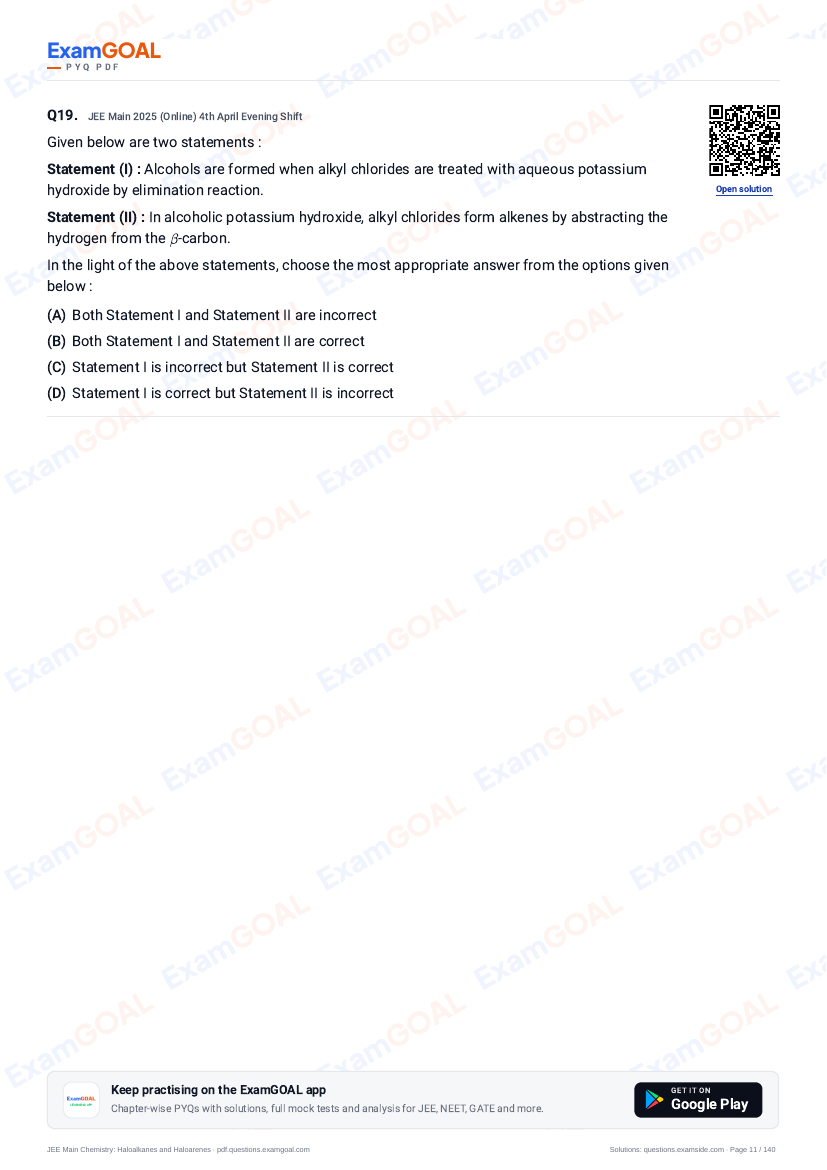 ExamGOAL
PYQ PDF
Q19. JEE Main 2025 (Online) 4th April Evening Shift
Given below are two statements :
Statement (I) : Alcohols are formed when alkyl chlorides are treated with aqueous potassium
hydroxide by elimination reaction.
Statement (II) : In alcoholic potassium hydroxide, alkyl chlorides form alkenes by abstracting the
hydrogen from the β-carbon.
In the light of the above statements, choose the most appropriate answer from the options given
below :
(A) Both Statement I and Statement II are incorrect
(B) Both Statement I and Statement II are correct
(C) Statement I is incorrect but Statement II is correct
(D) Statement I is correct but Statement II is incorrect
Open solution
ExamGOAL
Keep practising on the ExamGOAL app
Chapter-wise PYQs with solutions, full mock tests and analysis for JEE, NEET, GATE and more.
GET IT ON
Google Play
JEE Main Chemistry: Haloalkanes and Haloarenes · pdf.questions.examgoal.com
Solutions: questions.examside.com · Page 11 / 140